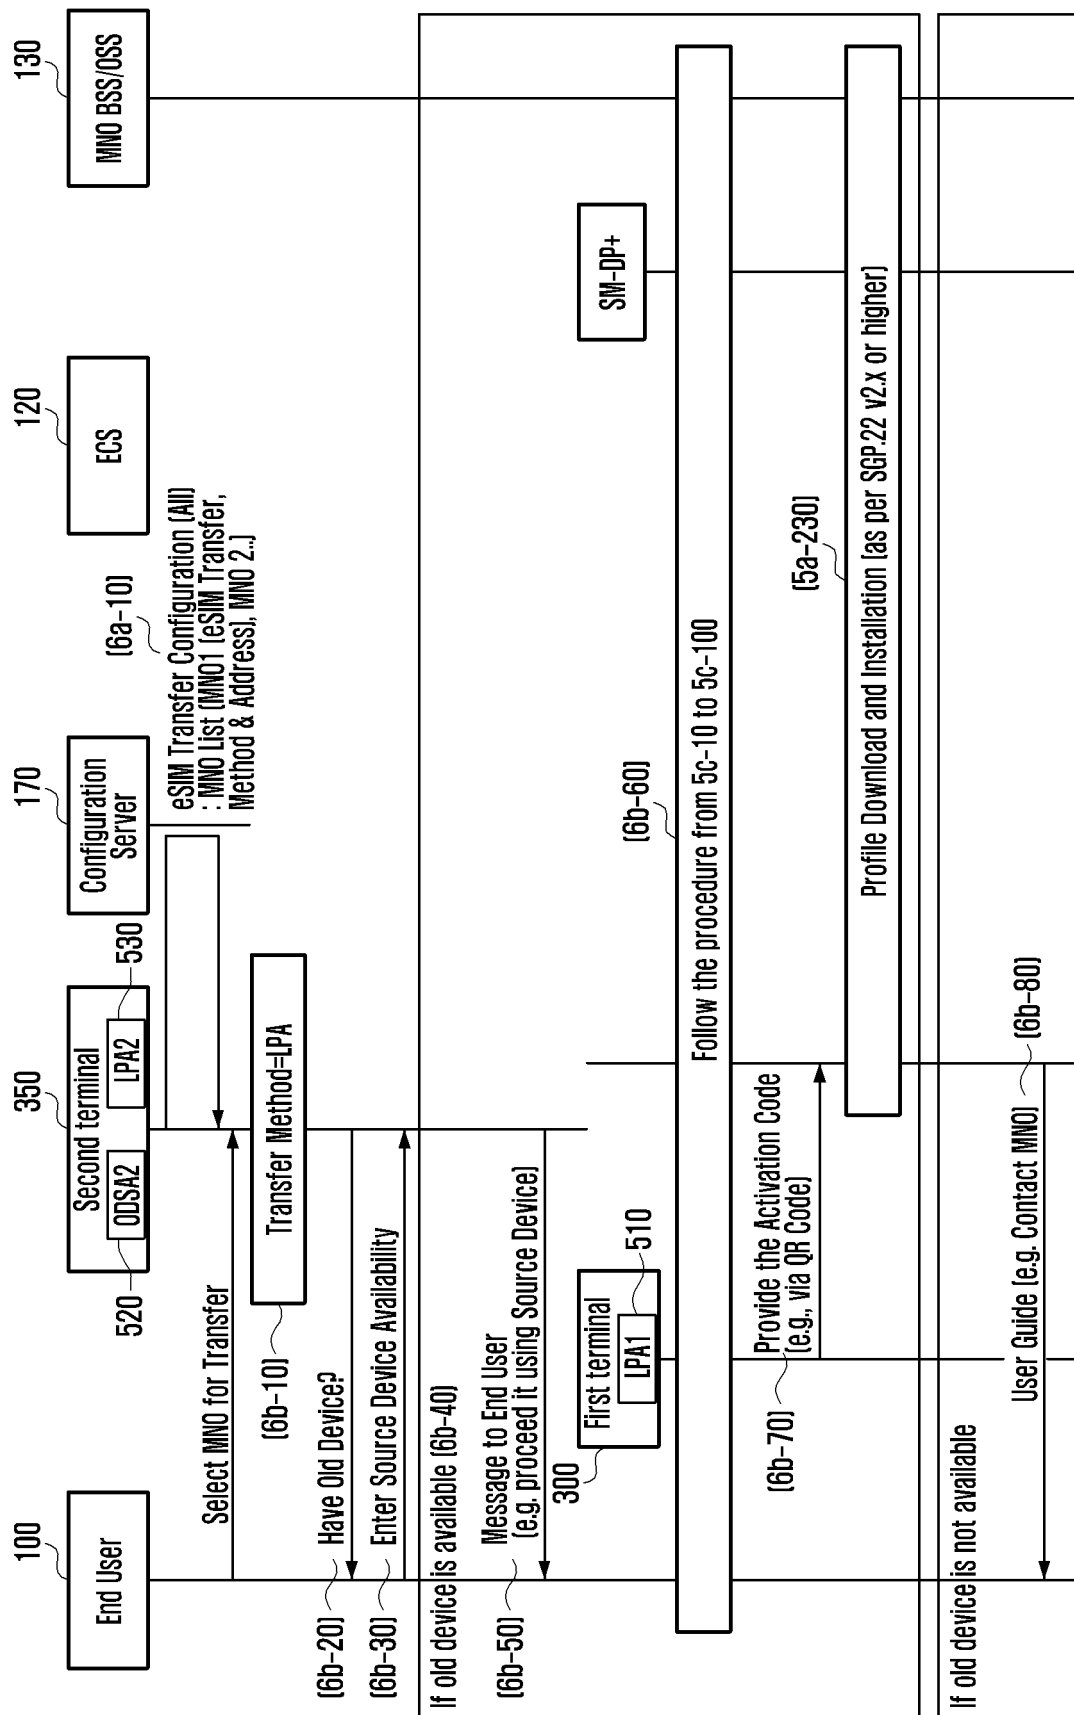 100
End User
350
Second terminal
520
ODSA2
LPA2
530
170
Configuration
Server
120
ECS
130
MNO BSS/OSS
(6a-10)
eSIM Transfer Configuration (All)
: MNO List (MNO1 (eSIM Transfer,
Method & Address), MNO 2..)
Select MNO for Transfer
(6b-10)
Transfer Method=LPA
(6b-20)
Have Old Device?
(6b-30)
Enter Source Device Availability
If old device is available (6b-40)
(6b-50)
Message to End User
(e.g. proceed it using Source Device)
300
First terminal
LPA1
510
SM-DP+
(6b-60)
Follow the procedure from 5c-10 to 5c-100
(6b-70)
Provide the Activation Code
(e.g., via QR Code)
(5a-230)
Profile Download and Installation (as per SGP.22 v2.x or higher)
If old device is not available
User Guide (e.g. Contact MNO)
(6b-80)